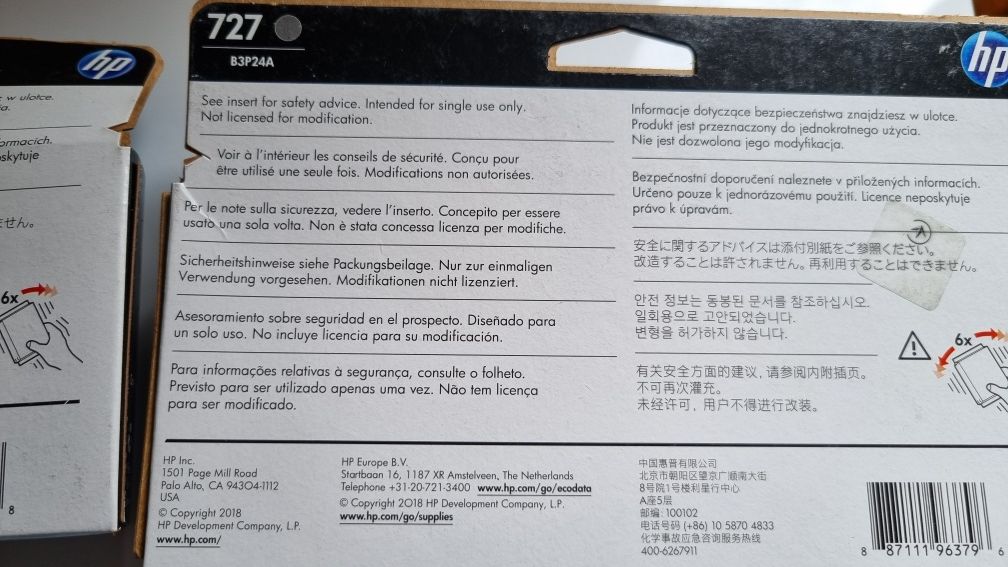 hp
w ulotce.
ormacích.
skytuje
ません。
6x
8
727
B3P24A
hp
See insert for safety advice. Intended for single use only.
Not licensed for modification.
Voir à l'intérieur les conseils de sécurité. Conçu pour
être utilisé une seule fois. Modifications non autorisées.
Per le note sulla sicurezza, vedere l'inserto. Concepito per essere
usato una sola volta. Non è stata concessa licenza per modifiche.
Sicherheitshinweise siehe Packungsbeilage. Nur zur einmaligen
Verwendung vorgesehen. Modifikationen nicht lizenziert.
Asesoramiento sobre seguridad en el prospecto. Diseñado para
un solo uso. No incluye licencia para su modificación.
Para informações relativas à segurança, consulte o folheto.
Previsto para ser utilizado apenas uma vez. Não tem licença
para ser modificado.
Informacje dotyczące bezpieczeństwa znajdziesz w ulotce.
Produkt jest przeznaczony do jednokrotnego użycia.
Nie jest dozwolona jego modyfikacja.
Bezpečnostní doporučení naleznete v přiložených informacích.
Určeno pouze k jednorázovému použití. Licence neposkytuje
právo k úpravám.
安全に関するアドバイスは添付別紙をご参照ください。
改造することは許されません。再利用することはできません。
안전 정보는 동봉된 문서를 참조하십시오.
일회용으로 고안되었습니다.
변형을 허가하지 않습니다.
有关安全方面的建议, 请参阅内附插页。
不可再次灌充。
未经许可, 用户不得进行改装。
6x
HP Inc.
1501 Page Mill Road
Palo Alto, CA 94304-1112
USA
© Copyright 2018
HP Development Company, L.P.
www.hp.com/
HP Europe B.V.
Startbaan 16, 1187 XR Amstelveen, The Netherlands
Telephone +31-20-721-3400 www.hp.com/go/ecodata
© Copyright 2018 HP Development Company, L.P.
www.hp.com/go/supplies
中国惠普有限公司
北京市朝阳区望京广顺南大街
8号院1号楼利星行中心
A座5层
邮编: 100102
电话号码 (+86) 10 5870 4833
化学事故应急咨询服务热线
400-6267911
8 87111 96379 6